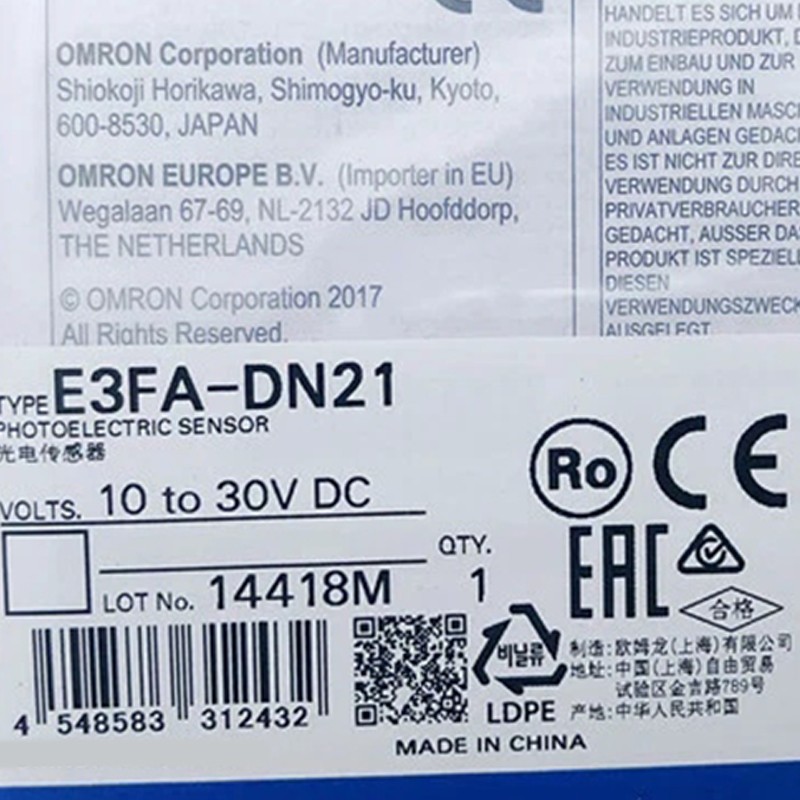 OMRON Corporation (Manufacturer)
Shiokoji Horikawa, Shimogyo-ku, Kyoto,
600-8530, JAPAN
OMRON EUROPE B.V. (Importer in EU)
Wegalaan 67-69, NL-2132 JD Hoofddorp,
THE NETHERLANDS
© OMRON Corporation 2017
All Rights Reserved.
HANDELT ES SICH UM
INDUSTRIEPRODUKT,
ZUM EINBAU UND ZUR
VERWENDUNG IN
INDUSTRIELLEN MASC
UND ANLAGEN GEDAC
ES IST NICHT ZUR DIRE
VERWENDUNG DURCH
PRIVATVERBRAUCHER
GEDACHT, AUSSER DA
PRODUKT IST SPEZIELL
DIESEN
VERWENDUNGSZWECK
AUSGELEGT
TYPE E3FA-DN21
PHOTOELECTRIC SENSOR
光电传感器
VOLTS. 10 to 30V DC
QTY.
1
LOT No. 14418M
4 548583 312432
Ro CE
EAC
合格
비닐류
LDPE
制造: 欧姆龙(上海)有限公司
地址: 中国(上海)自由贸易
试验区金吉路789号
产地: 中华人民共和国
MADE IN CHINA